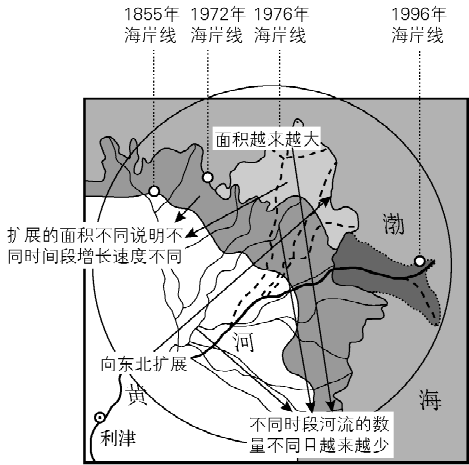 1855年 1972年 1976年 1996年
海岸线 海岸线 海岸线 海岸线
面积越来越大
渤
扩展的面积不同说明不
同时间段增长速度不同
河
向东北扩展
黄
海
利津
不同时段河流的数
量不同且越来越少